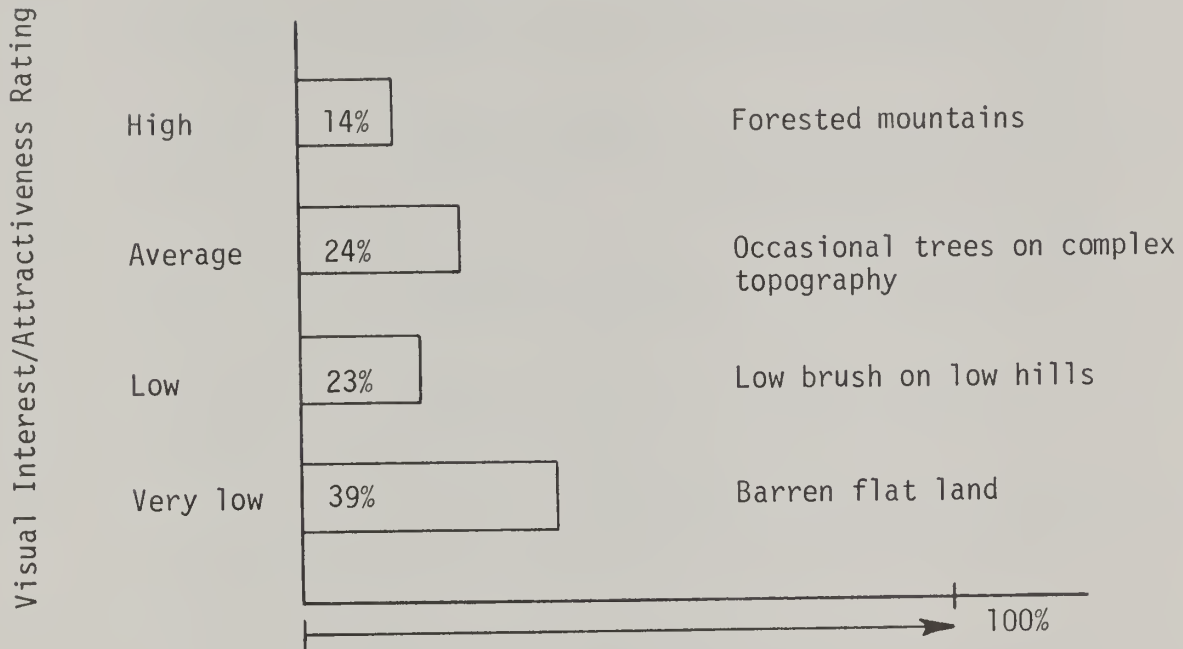 Visual Interest/Attractiveness Rating
High
14%
Forested mountains
Average
24%
Occasional trees on complex
topography
Low
23%
Low brush on low hills
Very low
39%
Barren flat land
100%